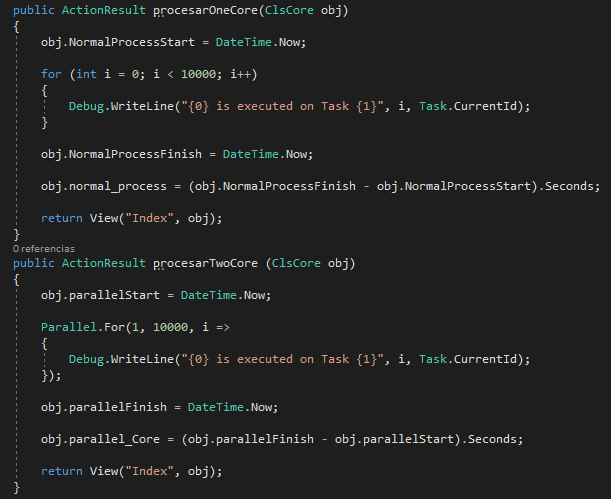 public ActionResult procesarOneCore(ClsCore obj)
{
obj.NormalProcessStart = DateTime.Now;
for (int i = 0; i < 10000; i++)
{
Debug.WriteLine("{0} is executed on Task {1}", i, Task.CurrentId);
}
obj.NormalProcessFinish = DateTime.Now;
obj.normal_process = (obj.NormalProcessFinish - obj.NormalProcessStart).Seconds;
return View("Index", obj);
}
0 referencias
public ActionResult procesarTwoCore (ClsCore obj)
{
obj.parallelStart = DateTime.Now;
Parallel.For(1, 10000, i =>
{
Debug.WriteLine("{0} is executed on Task {1}", i, Task.CurrentId);
});
obj.parallelFinish = DateTime.Now;
obj.parallel_Core = (obj.parallelFinish - obj.parallelStart).Seconds;
return View("Index", obj);
}